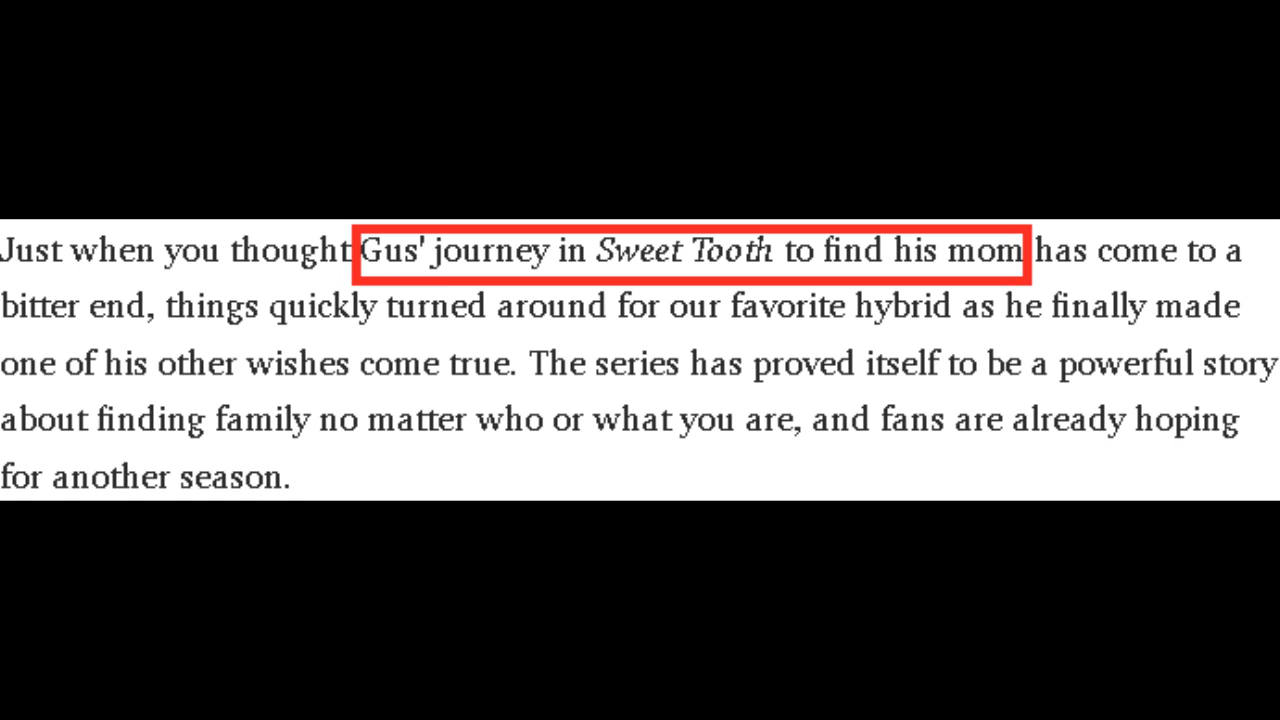 Just when you thought Gus' journey in Sweet Tooth to find his mom has come to a
bitter end, things quickly turned around for our favorite hybrid as he finally made
one of his other wishes come true. The series has proved itself to be a powerful story
about finding family no matter who or what you are, and fans are already hoping
for another season.